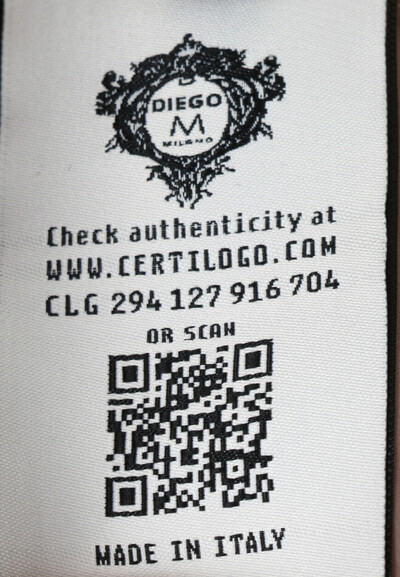 DIEGO
M
MILANO
Check authenticity at
WWW.CERTILOGO.COM
CLG 294 127 916 704
OR SCAN
MADE IN ITALY